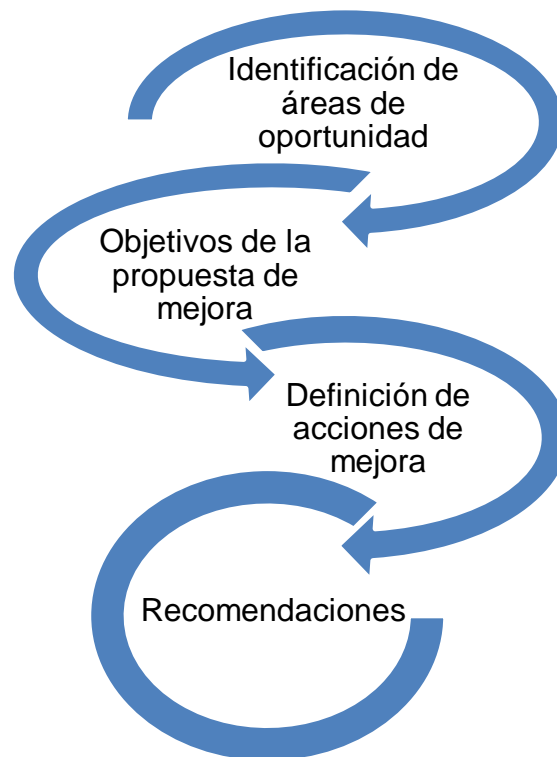 Identificación de
áreas de
oportunidad
Objetivos de la
propuesta de
mejora
Definición de
acciones de
mejora
Recomendaciones